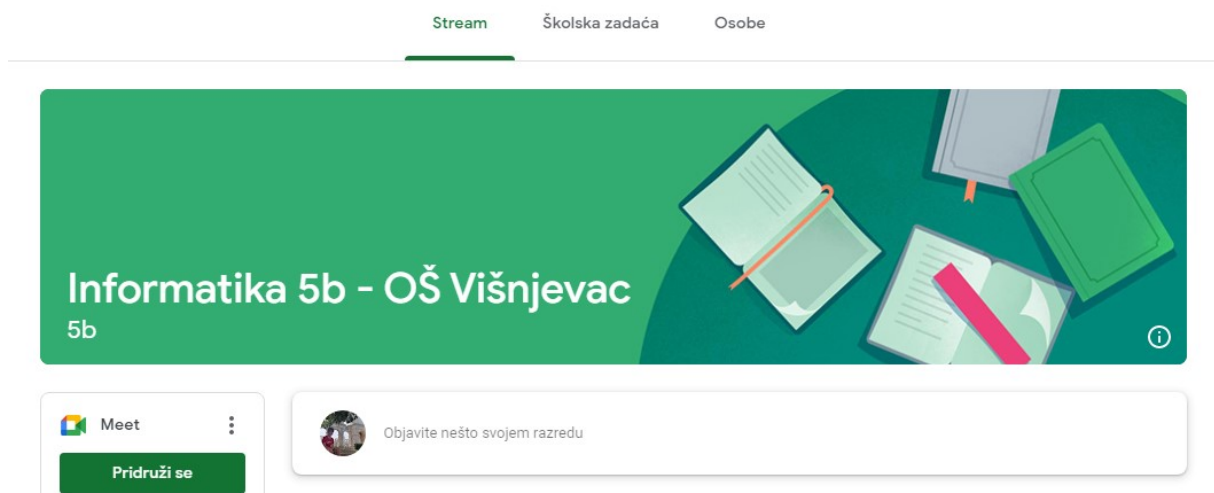 Stream Školska zadaća Osobe
Informatika 5b - OŠ Višnjevac
5b
Meet
Pridruži se
Objavite nešto svojem razredu